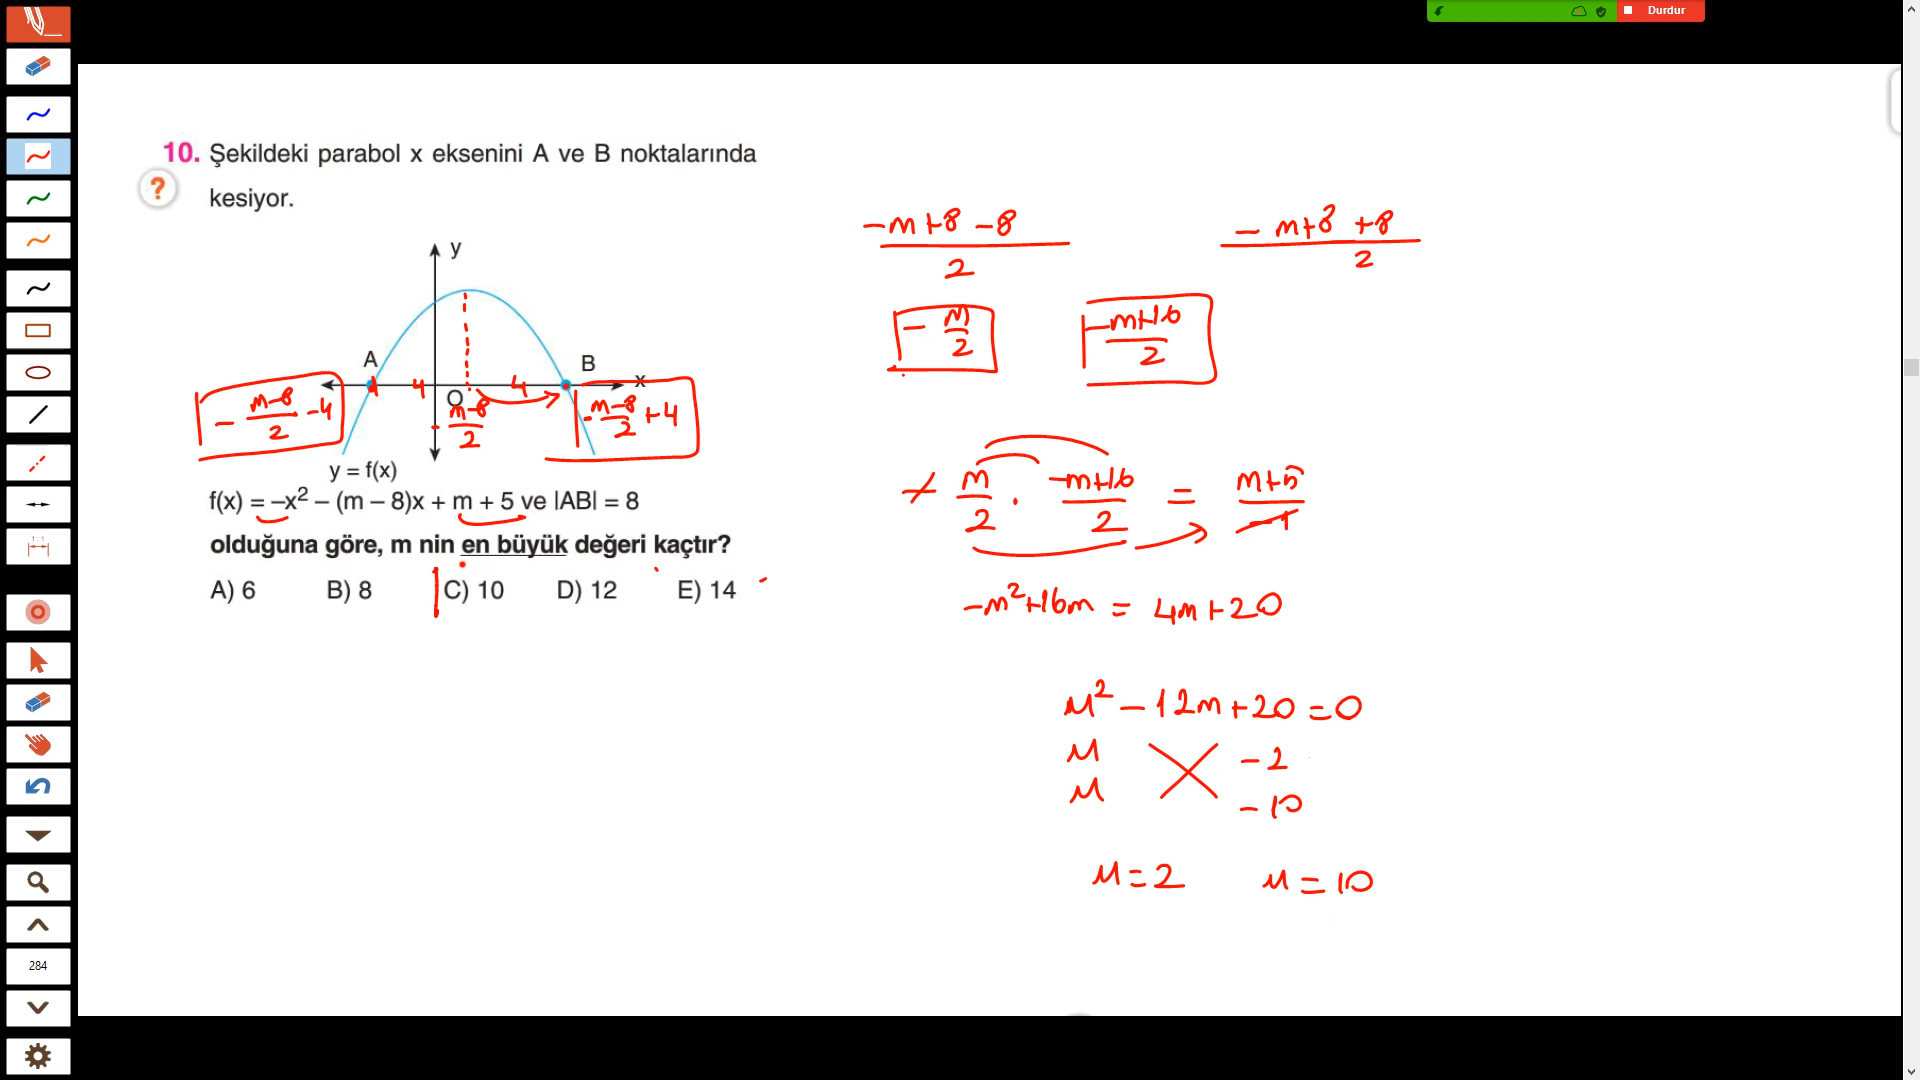 Durdur
10. Şekildeki parabol x eksenini A ve B noktalarında
kesiyor.
?
y
A
B
x
O
4
4
- m-8/2 - 4
- m-8/2
- m-8/2 + 4
y = f(x)
f(x) = –x² – (m – 8)x + m + 5 ve |AB| = 8
olduğuna göre, m nin en büyük değeri kaçtır?
A) 6 B) 8 C) 10 D) 12 E) 14
-m+8-8/2
-m+8+8/2
- m/2
-m+16/2
- m/2 . -m+16/2 = m+5/-1
-m²+16m = 4m+20
m² - 12m + 20 = 0
m -2
m -10
m = 2 m = 10
1:1
284